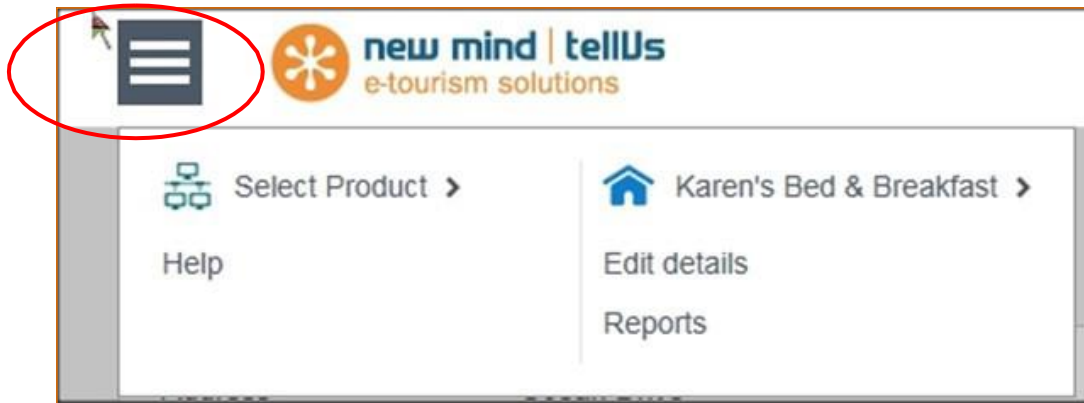 new mind | tellUs
e-tourism solutions
Select Product >
Help
Karen's Bed & Breakfast >
Edit details
Reports